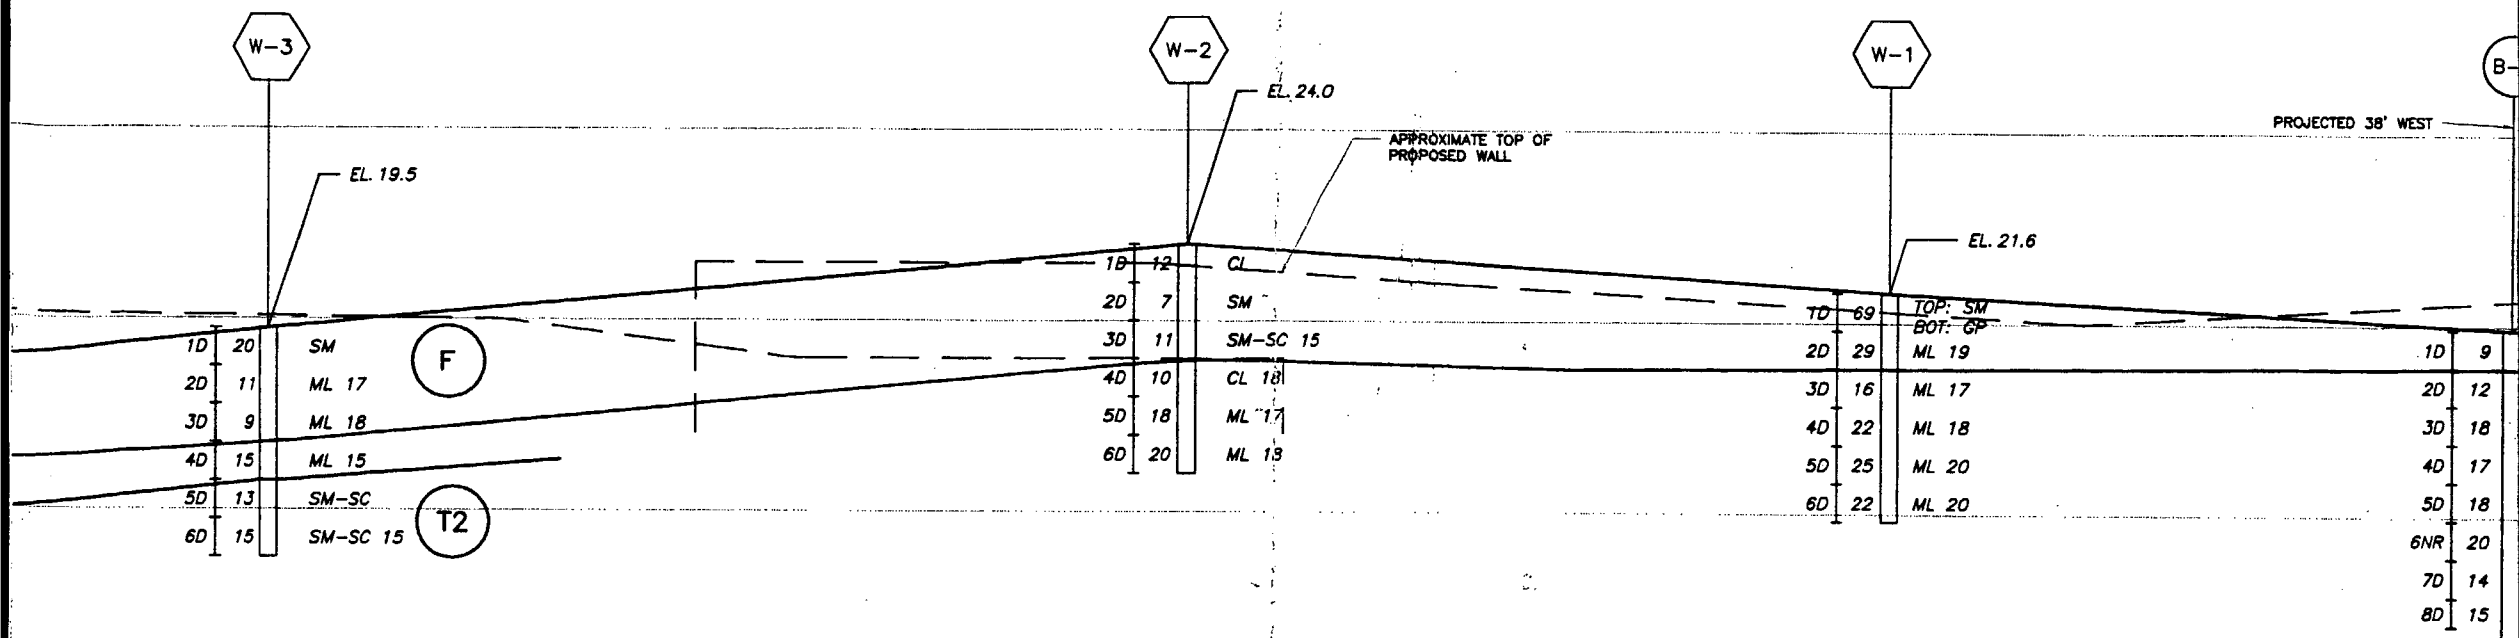 W-3
W-2
W-1
B-
EL. 24.0
PROJECTED 38' WEST
APPROXIMATE TOP OF
PROPOSED WALL
EL. 19.5
EL. 21.6
1D 12 CL
2D 7 SM
3D 11 SM-SC 15
4D 10 CL 18
5D 18 ML 17
6D 20 ML 13
1D 69 TOP: SM
BOT: GP
2D 29 ML 19
3D 16 ML 17
4D 22 ML 18
5D 25 ML 20
6D 22 ML 20
1D 20 SM
2D 11 ML 17
3D 9 ML 18
4D 15 ML 15
5D 13 SM-SC
6D 15 SM-SC 15
F
T2
1D 9
2D 12
3D 18
4D 17
5D 18
6NR 20
7D 14
8D 15